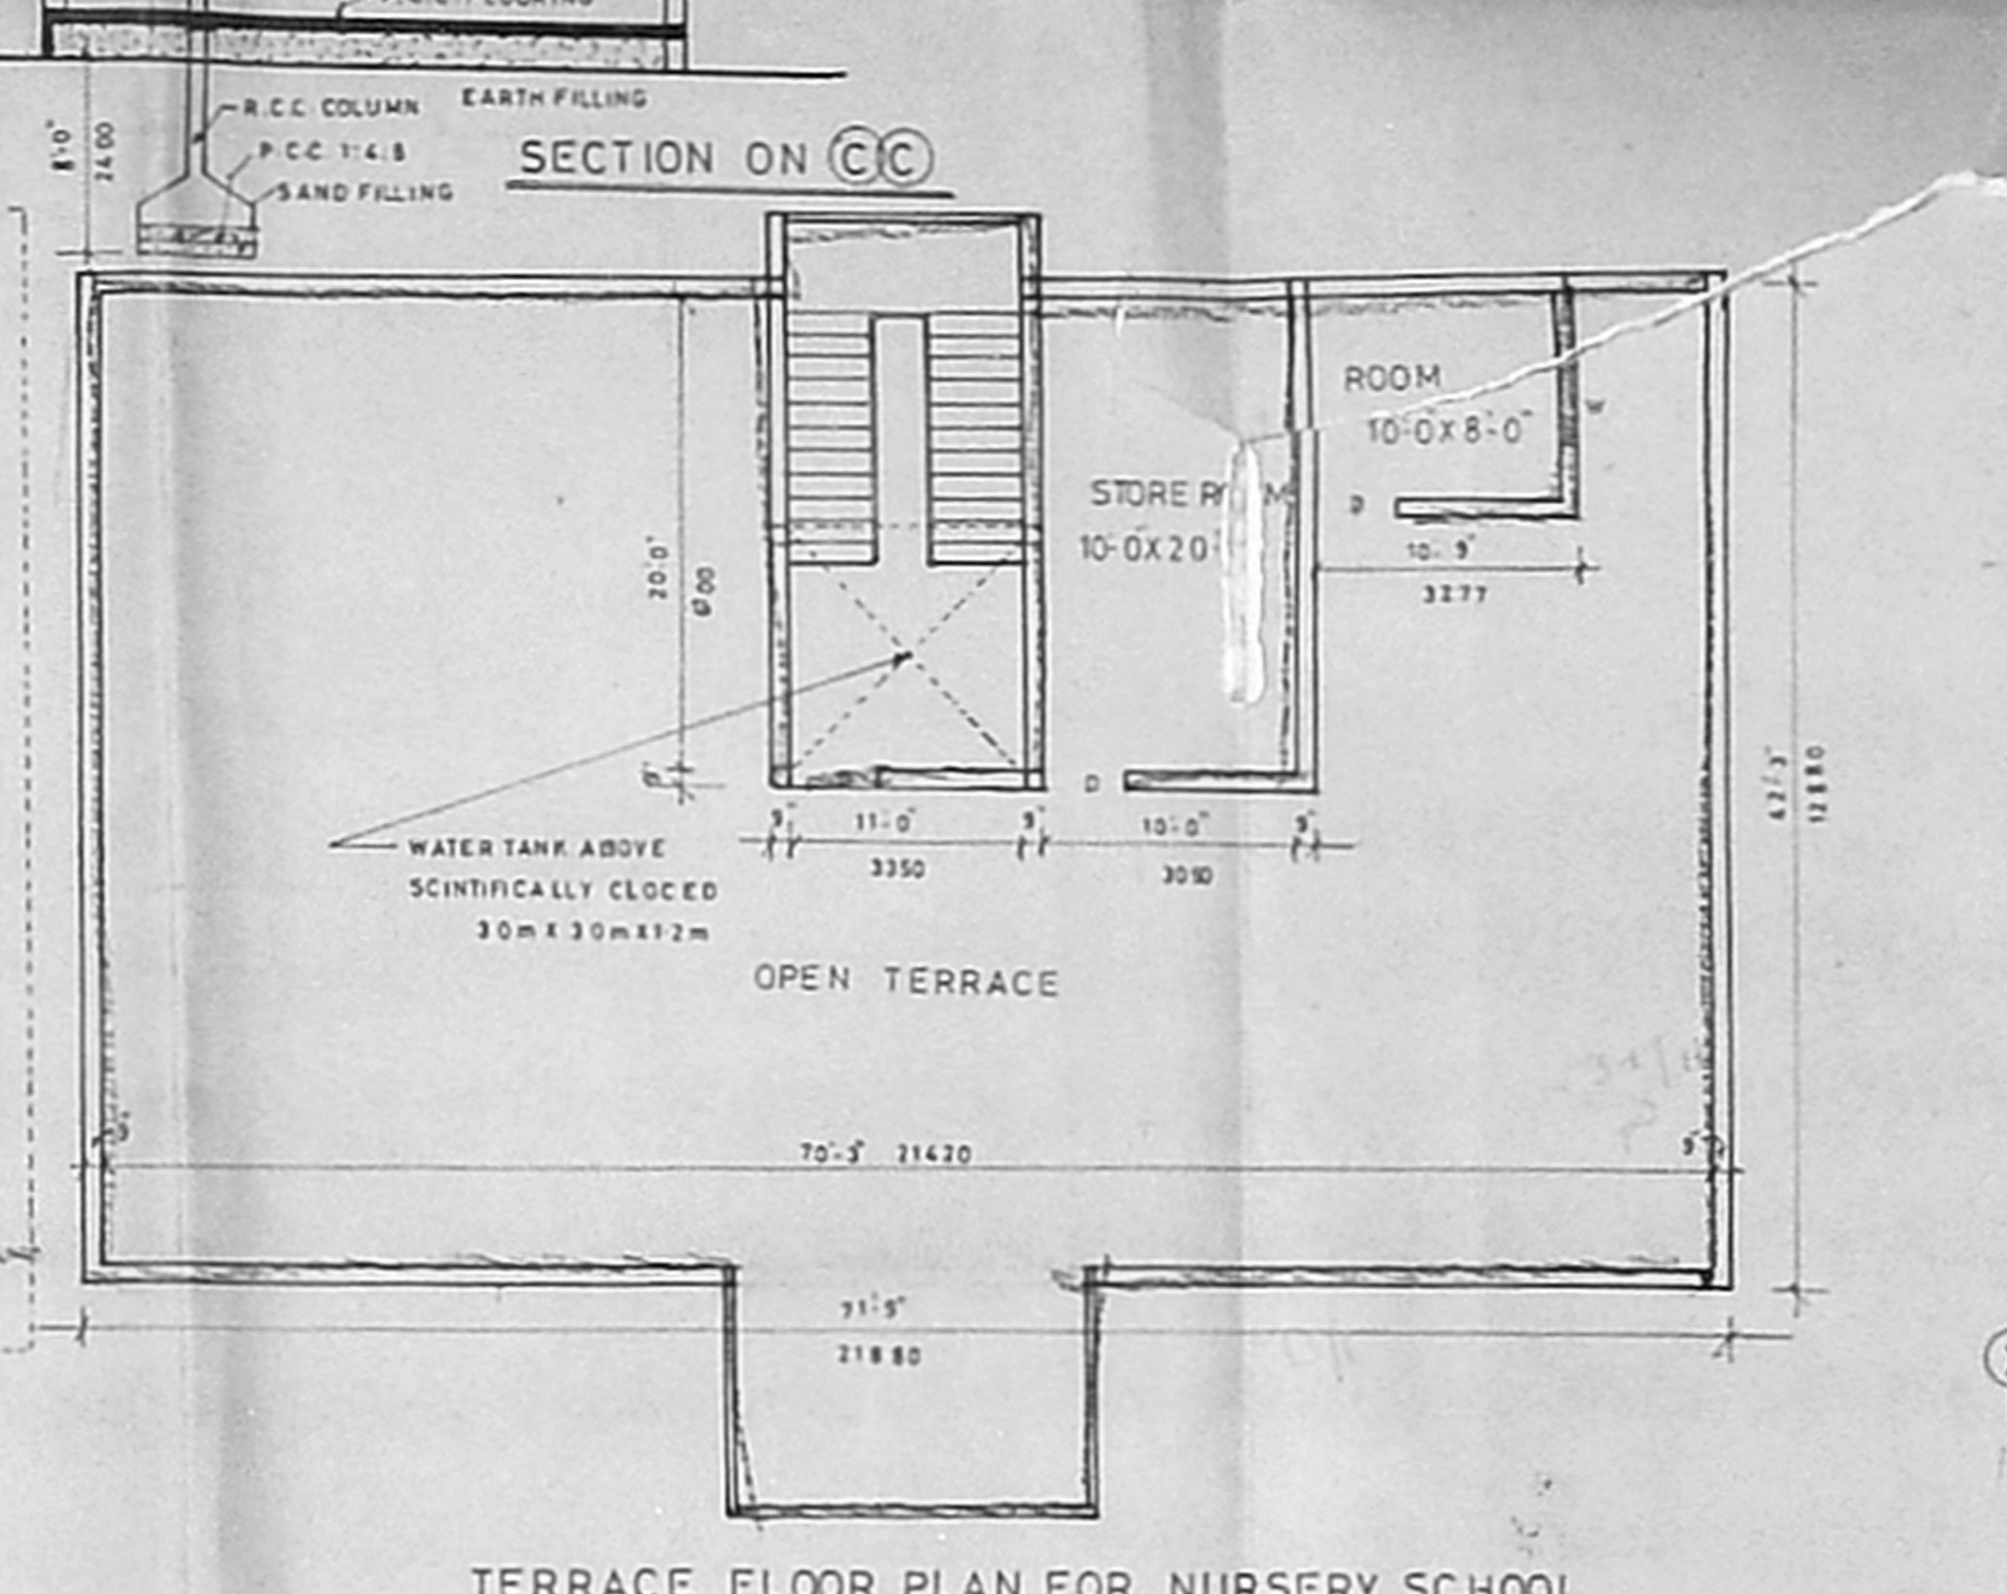 R.C.C. COLUMN
EARTH FILLING
8'-0"
2400
P.C.C. 1:4:8
SECTION ON CC
SAND FILLING
ROOM
10'-0"X8'-0"
W
STORE R
M
10'-0"X20'
D
10'-9"
3277
20'-0"
9"
D
9"
11'-0"
9"
10'-0"
9"
3350
3050
WATER TANK ABOVE
SCINTIFICALLY CLOCED
3.0m X 3.0mX1.2m
42'-3"
12880
OPEN TERRACE
70'-3" 21420
9"
71'-9"
21880
TERRACE FLOOR PLAN FOR NURSERY SCHOOL